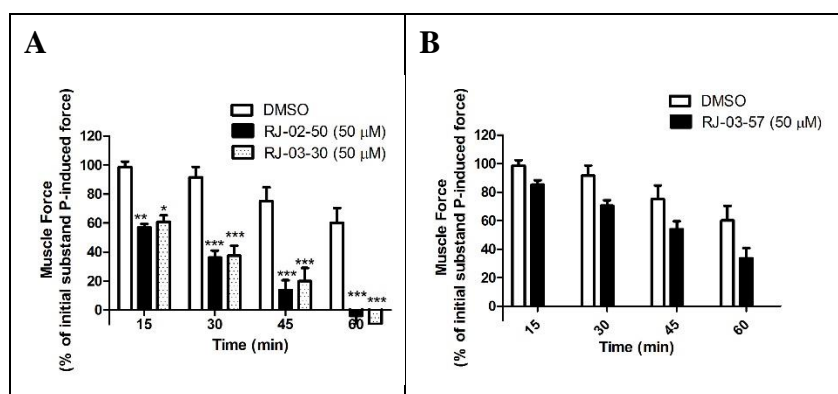 A
DMSO
RJ-02-50 (50 μM)
RJ-03-30 (50 μM)
Muscle Force
(% of initial substand P-induced force)
120
100
80
60
40
20
0
** *
*** ***
*** ***
*** ***
15 30 45 60
Time (min)
B
DMSO
RJ-03-57 (50 μM)
Muscle Force
(% of initial substand P-induced force)
120
100
80
60
40
20
0
15 30 45 60
Time (min)